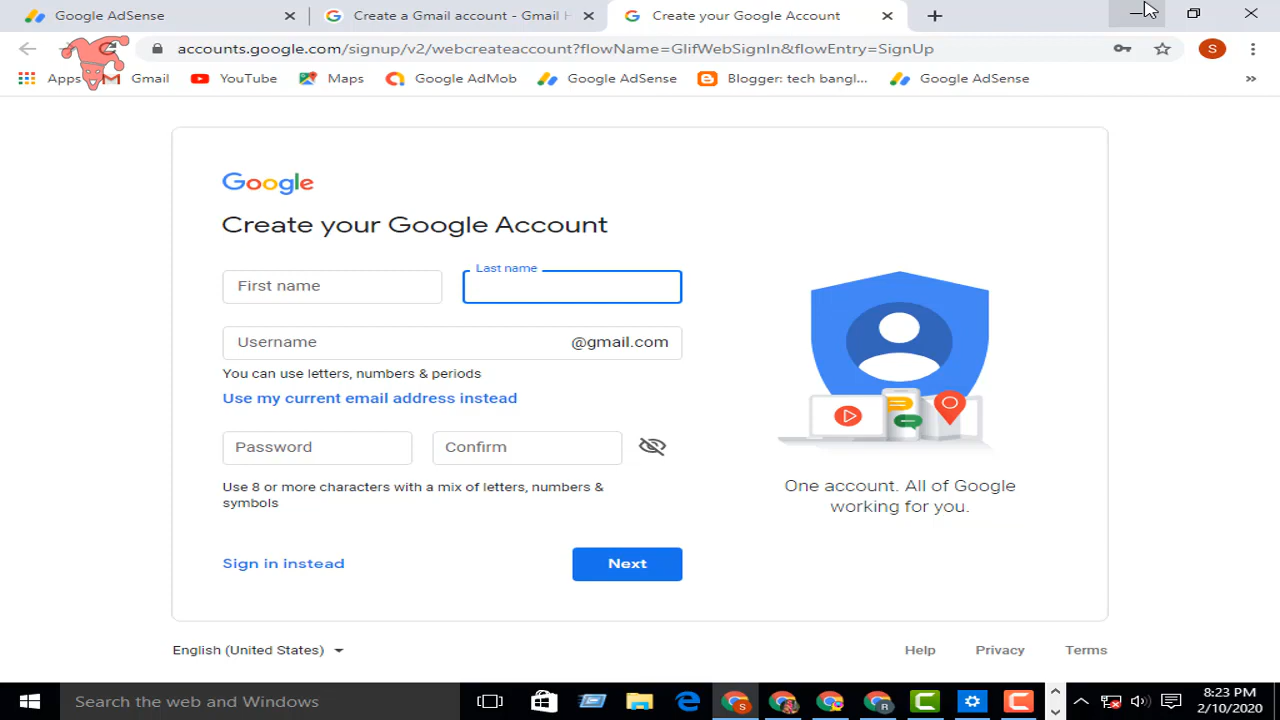 Google AdSense
Create a Gmail account - Gmail H
Create your Google Account
accounts.google.com/signup/v2/webcreateaccount?flowName=GlifWebSignIn&flowEntry=SignUp
S
Apps
Gmail
YouTube
Maps
Google AdMob
Google AdSense
Blogger: tech bangl...
Google AdSense
»
Google
Create your Google Account
First name
Last name
Username
@gmail.com
You can use letters, numbers & periods
Use my current email address instead
Password
Confirm
Use 8 or more characters with a mix of letters, numbers &
symbols
One account. All of Google
working for you.
Sign in instead
Next
English (United States)
Help
Privacy
Terms
Search the web and Windows
S
R
8:23 PM
2/10/2020